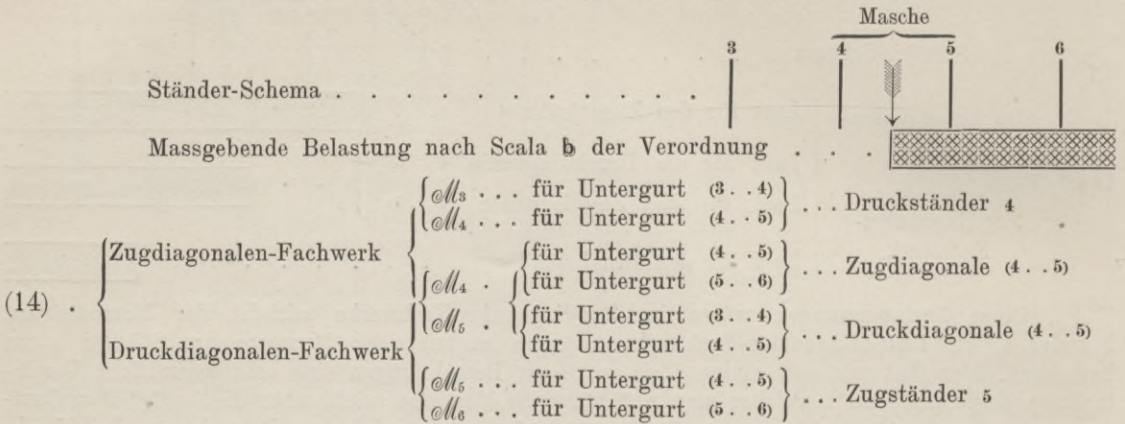 Masche
3 4 5 6
Ständer-Schema . . . . . . . . . . . .
Massgebende Belastung nach Scala b der Verordnung . . .
ℳ3 . . . für Untergurt (3 . . 4)
. . . Druckständer 4
ℳ4 . . . für Untergurt (4 . . 5)
Zugdiagonalen-Fachwerk
für Untergurt (4 . . 5)
. . . Zugdiagonale (4 . . 5)
ℳ4 .
für Untergurt (5 . . 6)
(14) .
ℳ5 .
für Untergurt (3 . . 4)
. . . Druckdiagonale (4 . . 5)
Druckdiagonalen-Fachwerk
für Untergurt (4 . . 5)
ℳ5 . . . für Untergurt (4 . . 5)
. . . Zugständer 5
ℳ6 . . . für Untergurt (5 . . 6)